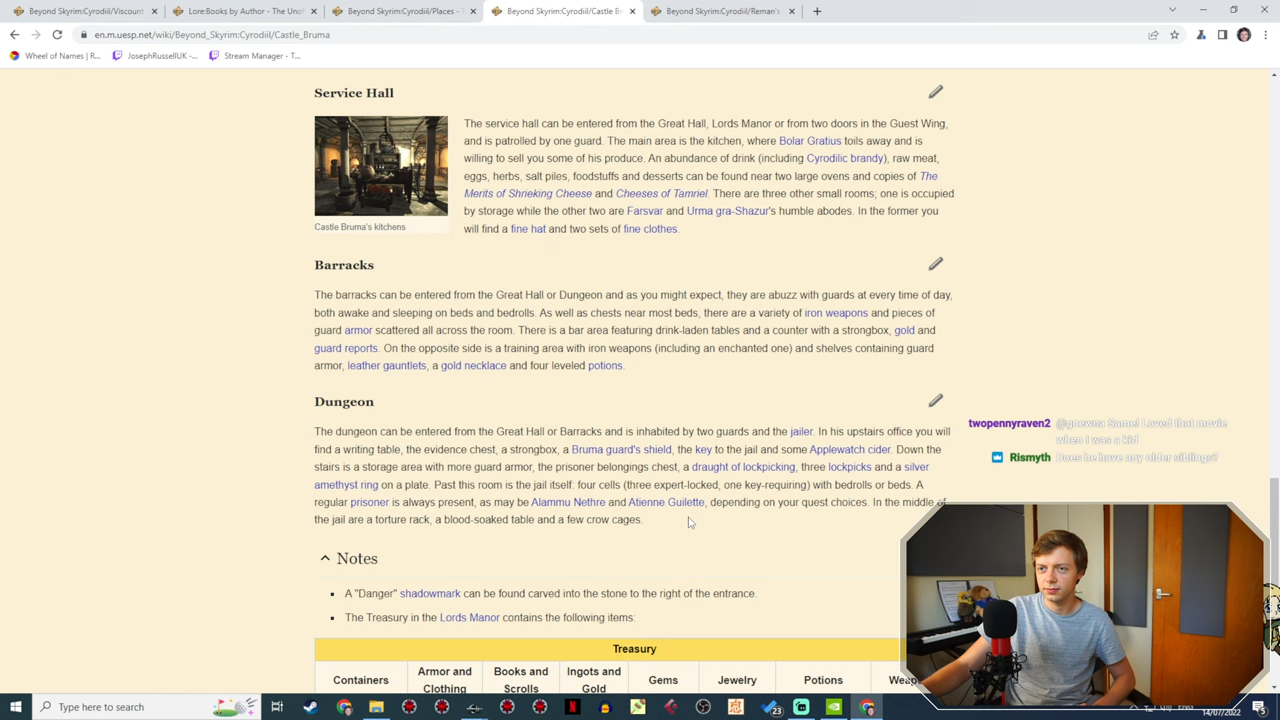 Beyond Skyrim:Cyrodiil/Viscount
Lore:Books by Author - The Unof
Beyond Skyrim:Cyrodiil/Places - T
Beyond Skyrim:Cyrodiil/Castle Br
Beyond Skyrim:Cyrodiil/Reman's
en.m.uesp.net/wiki/Beyond_Skyrim:Cyrodiil/Castle_Bruma
Wheel of Names | R...
JosephRussellUK -...
Stream Manager - T...
Service Hall
The service hall can be entered from the Great Hall, Lords Manor or from two doors in the Guest Wing,
and is patrolled by one guard. The main area is the kitchen, where Bolar Gratius toils away and is
willing to sell you some of his produce. An abundance of drink (including Cyrodilic brandy), raw meat,
eggs, herbs, salt piles, foodstuffs and desserts can be found near two large ovens and copies of The
Merits of Shrieking Cheese and Cheeses of Tamriel. There are three other small rooms; one is occupied
by storage while the other two are Farsvar and Urma gra-Shazur's humble abodes. In the former you
will find a fine hat and two sets of fine clothes.
Castle Bruma's kitchens
Barracks
The barracks can be entered from the Great Hall or Dungeon and as you might expect, they are abuzz with guards at every time of day,
both awake and sleeping on beds and bedrolls. As well as chests near most beds, there are a variety of iron weapons and pieces of
guard armor scattered all across the room. There is a bar area featuring drink-laden tables and a counter with a strongbox, gold and
guard reports. On the opposite side is a training area with iron weapons (including an enchanted one) and shelves containing guard
armor, leather gauntlets, a gold necklace and four leveled potions.
Dungeon
The dungeon can be entered from the Great Hall or Barracks and is inhabited by two guards and the jailer. In his upstairs office you will
find a writing table, the evidence chest, a strongbox, a Bruma guard's shield, the key to the jail and some Applewatch cider. Down the
stairs is a storage area with more guard armor, the prisoner belongings chest, a draught of lockpicking, three lockpicks and a silver
amethyst ring on a plate. Past this room is the jail itself: four cells (three expert-locked, one key-requiring) with bedrolls or beds. A
regular prisoner is always present, as may be Alammu Nethre and Atienne Guilette, depending on your quest choices. In the middle of
the jail are a torture rack, a blood-soaked table and a few crow cages.
twopennyraven2 @gnewna Same! Loved that movie
when I was a kid
Rismyth Does he have any older siblings?
Notes
A "Danger" shadowmark can be found carved into the stone to the right of the entrance.
The Treasury in the Lords Manor contains the following items:
Treasury
Containers
Armor and
Clothing
Books and
Scrolls
Ingots and
Gold
Gems
Jewelry
Potions
Type here to search
23
ENG
14/07/2022